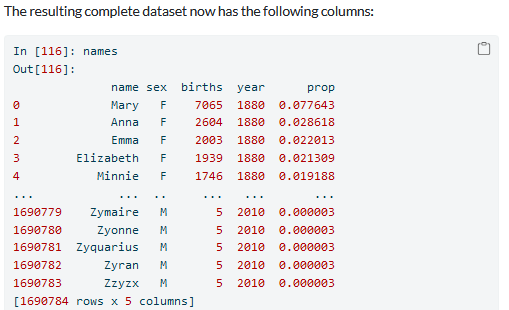 The resulting complete dataset now has the following columns:
In [116]: names
Out[116]:
name sex births year prop
0 Mary F 7065 1880 0.077643
1 Anna F 2604 1880 0.028618
2 Emma F 2003 1880 0.022013
3 Elizabeth F 1939 1880 0.021309
4 Minnie F 1746 1880 0.019188
... ... .. ... ... ...
1690779 Zymaire M 5 2010 0.000003
1690780 Zyonne M 5 2010 0.000003
1690781 Zyquarius M 5 2010 0.000003
1690782 Zyran M 5 2010 0.000003
1690783 Zzyzx M 5 2010 0.000003
[1690784 rows x 5 columns]